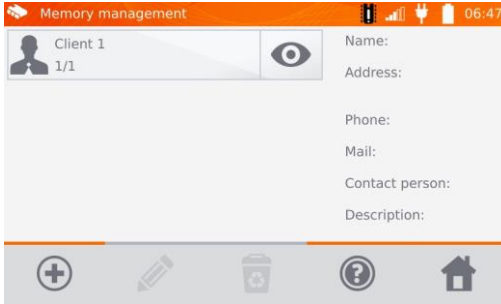 Memory management
06:47
Client 1
1/1
Name:
Address:
Phone:
Mail:
Contact person:
Description: